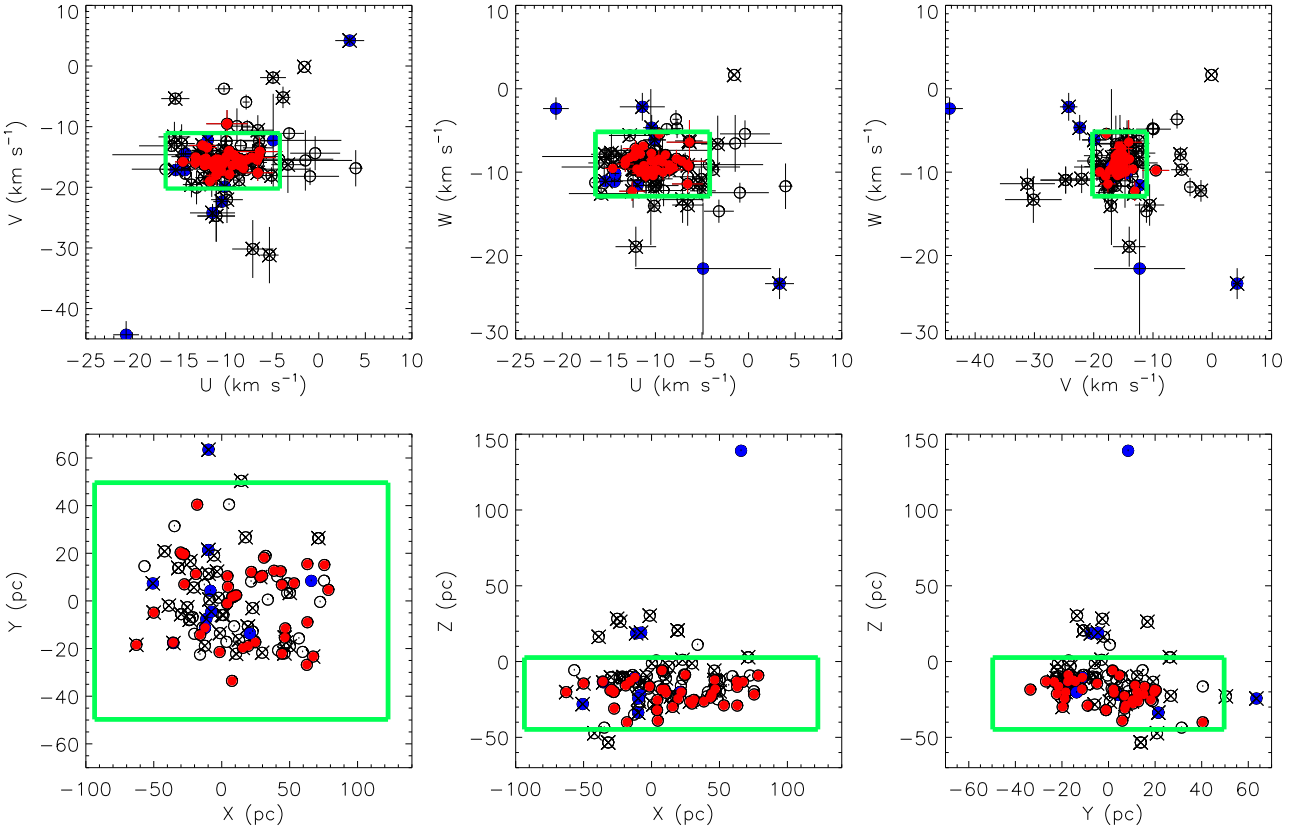 10
0
−10
−20
−30
−40
V (km s⁻¹)
−25 −20 −15 −10 −5 0 5 10
U (km s⁻¹)
10
0
−10
−20
−30
W (km s⁻¹)
−25 −20 −15 −10 −5 0 5 10
U (km s⁻¹)
10
0
−10
−20
−30
W (km s⁻¹)
−40 −30 −20 −10 0 10
V (km s⁻¹)
60
40
20
0
−20
−40
−60
Y (pc)
−100 −50 0 50 100
X (pc)
150
100
50
0
−50
Z (pc)
−100 −50 0 50 100
X (pc)
150
100
50
0
−50
Z (pc)
−60 −40 −20 0 20 40 60
Y (pc)